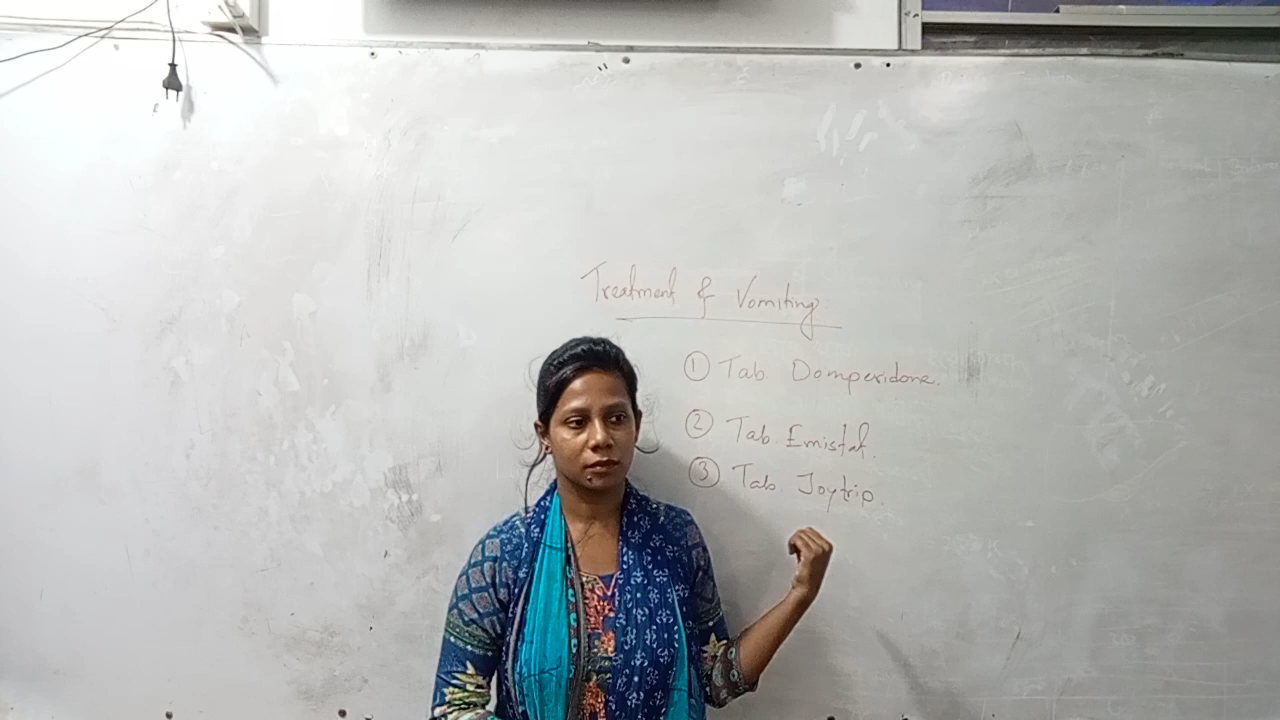 Treatment of Vomiting:
① Tab. Domperidone.
② Tab. Emistat.
③ Tab. Joytrip.